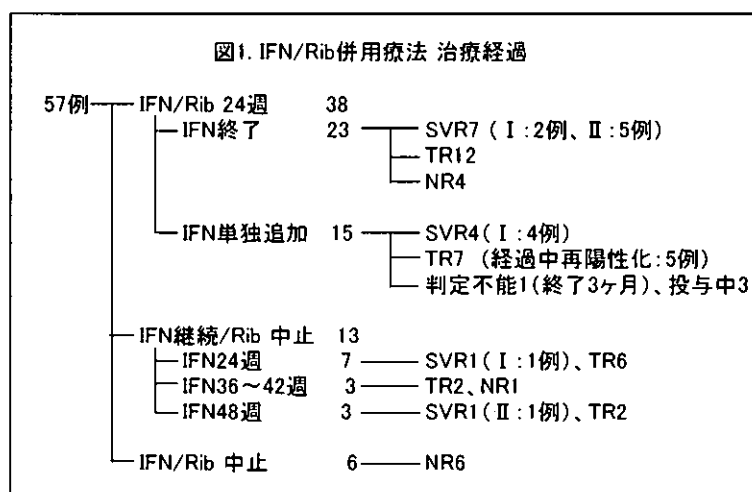 図1. IFN/Rib併用療法 治療経過
57例 IFN/Rib 24週 38
IFN終了 23 SVR7 (Ⅰ:2例、Ⅱ:5例)
TR12
NR4
IFN単独追加 15 SVR4(Ⅰ:4例)
TR7 (経過中再陽性化:5例)
判定不能1(終了3ヶ月)、投与中3
IFN継続/Rib 中止 13
IFN24週 7 SVR1(Ⅰ:1例)、TR6
IFN36~42週 3 TR2、NR1
IFN48週 3 SVR1(Ⅱ:1例)、TR2
IFN/Rib 中止 6 NR6